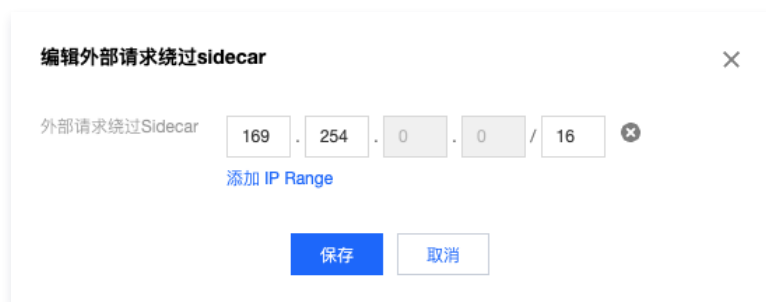 编辑外部请求绕过sidecar
外部请求绕过Sidecar 169 . 254 . 0 . 0 / 16
添加 IP Range
保存 取消